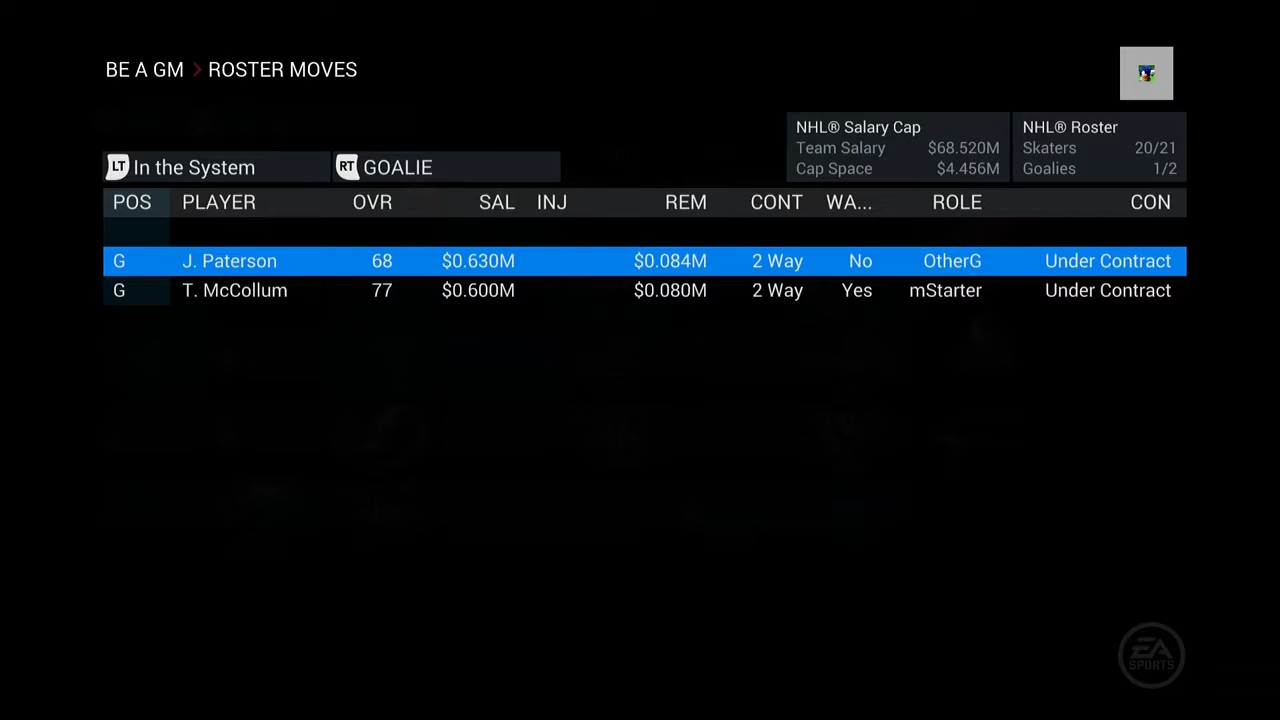 BE A GM > ROSTER MOVES
NHL® Salary Cap
Team Salary $68.520M
Cap Space $4.456M
NHL® Roster
Skaters 20/21
Goalies 1/2
LT In the System RT GOALIE
POS PLAYER OVR SAL INJ REM CONT WA... ROLE CON
G J. Paterson 68 $0.630M $0.084M 2 Way No OtherG Under Contract
G T. McCollum 77 $0.600M $0.080M 2 Way Yes mStarter Under Contract
EA
SPORTS